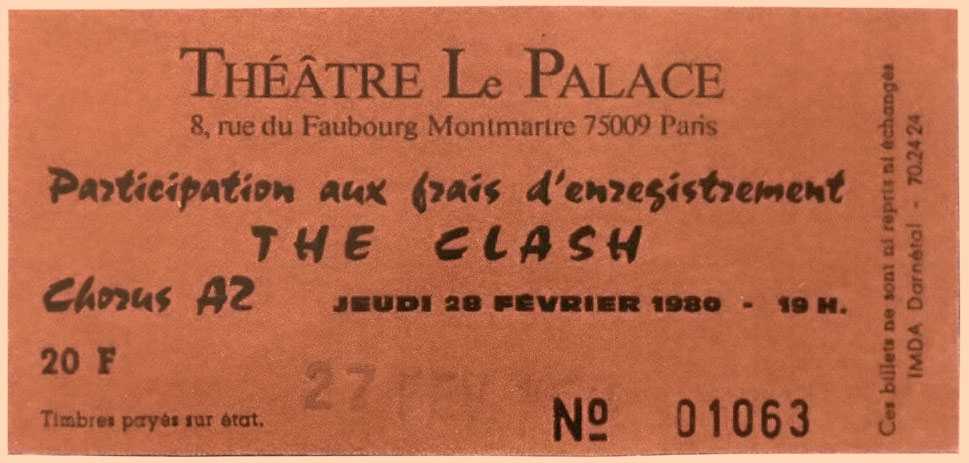 THÉÂTRE Le PALACE
8, rue du Faubourg Montmartre 75009 Paris
Participation aux frais d'enregistrement
THE CLASH
Chorus A2 JEUDI 28 FÉVRIER 1980 - 19 H.
20 F
27 FEV
Timbres payés sur état.
Nº 01063
Ces billets ne sont ni repris ni échangés
IMDA Darnétal - 70.24 24